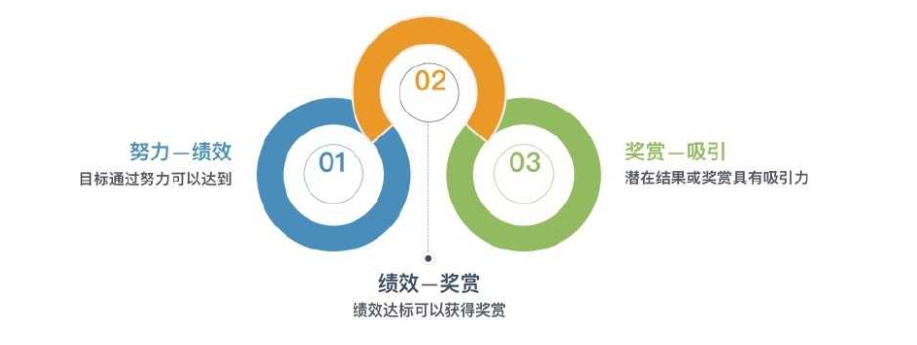 02
01
03
努力—绩效
目标通过努力可以达到
奖赏—吸引
潜在结果或奖赏具有吸引力
绩效—奖赏
绩效达标可以获得奖赏